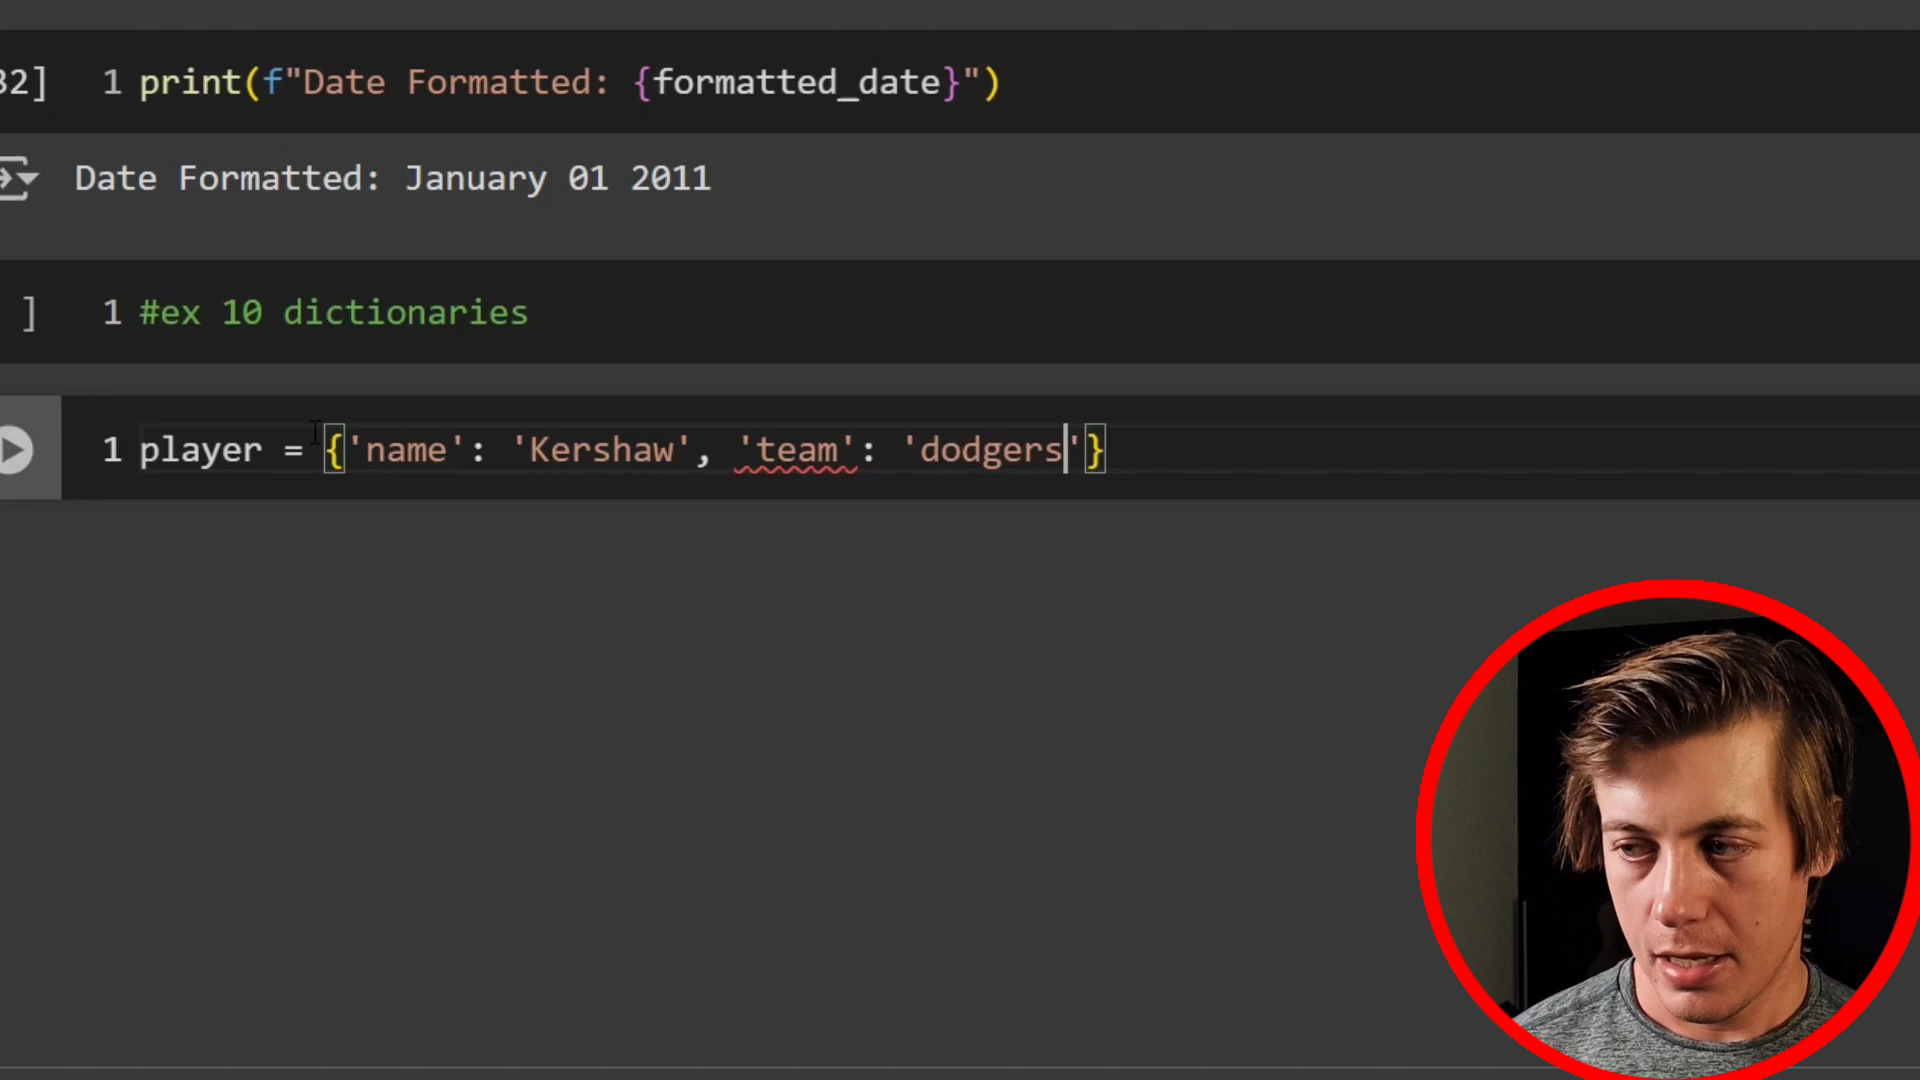 32] 1 print(f"Date Formatted: {formatted_date}")
Date Formatted: January 01 2011
] 1 #ex 10 dictionaries
1 player = {'name': 'Kershaw', 'team': 'dodgers'}